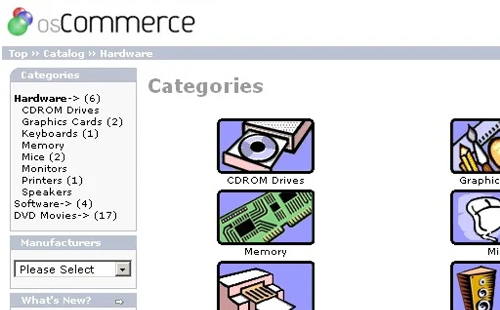 osCommerce
Top >> Catalog >> Hardware
Categories
Hardware-> (6)
CDROM Drives
Graphics Cards (2)
Keyboards (1)
Memory
Mice (2)
Monitors
Printers (1)
Speakers
Software-> (4)
DVD Movies-> (17)
Manufacturers
Please Select
What's New?
Categories
CDROM Drives
Graphic
Memory
Mi